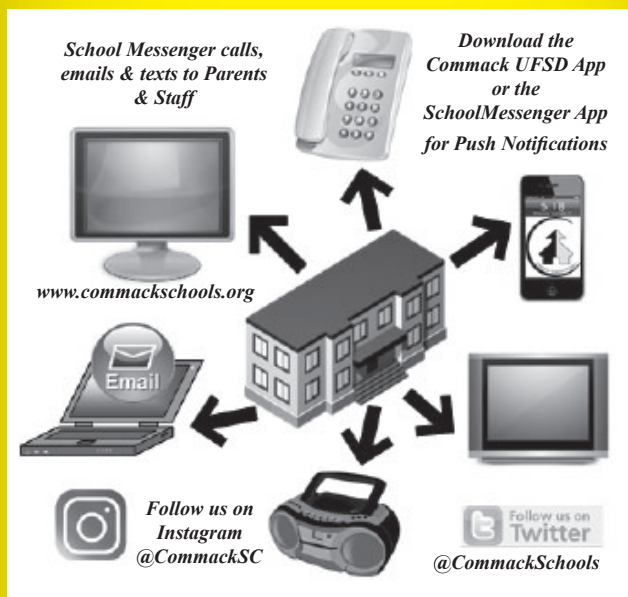 School Messenger calls,
emails & texts to Parents
& Staff
Download the
Commack UFSD App
or the
SchoolMessenger App
for Push Notifications
www.commackschools.org
Email
Follow us on
Instagram
@CommackSC
Follow us on
Twitter
@CommackSchools